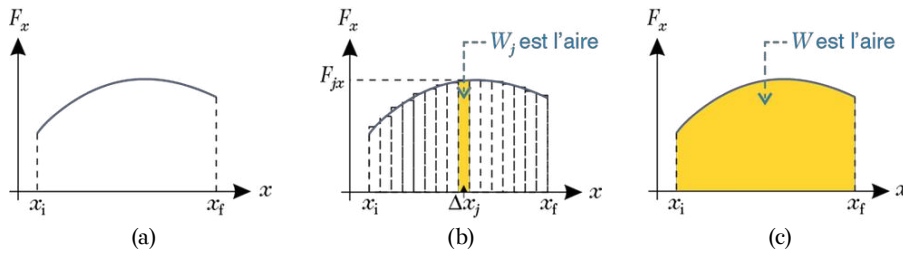 F_x
x_i
x_f
x
(a)
F_x
W_j est l'aire
F_jx
x_i
Δx_j
x_f
x
(b)
F_x
W est l'aire
x_i
x_f
x
(c)